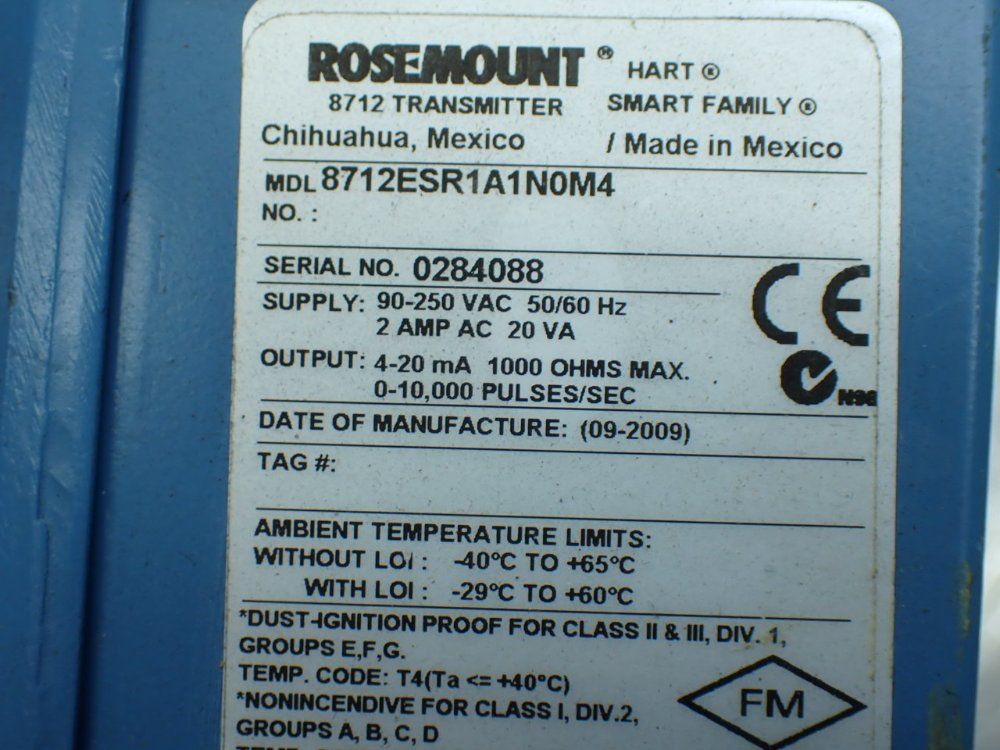 ROSEMOUNT ® HART ®
8712 TRANSMITTER SMART FAMILY ®
Chihuahua, Mexico / Made in Mexico
MDL 8712ESR1A1N0M4
NO. :
SERIAL NO. 0284088
SUPPLY: 90-250 VAC 50/60 Hz
2 AMP AC 20 VA
OUTPUT: 4-20 mA 1000 OHMS MAX.
0-10,000 PULSES/SEC
CE
DATE OF MANUFACTURE: (09-2009)
TAG #:
AMBIENT TEMPERATURE LIMITS:
WITHOUT LOI : -40°C TO +65°C
WITH LOI : -29°C TO +60°C
*DUST-IGNITION PROOF FOR CLASS II & III, DIV. 1,
GROUPS E,F,G.
TEMP. CODE: T4(Ta <= +40°C)
*NONINCENDIVE FOR CLASS I, DIV.2,
GROUPS A, B, C, D
FM